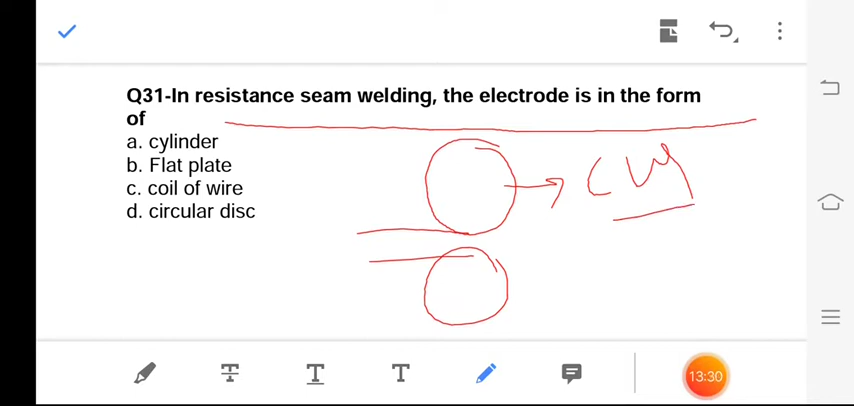 Q31-In resistance seam welding, the electrode is in the form
of
a. cylinder
b. Flat plate
c. coil of wire
d. circular disc
T
T
T
13:30